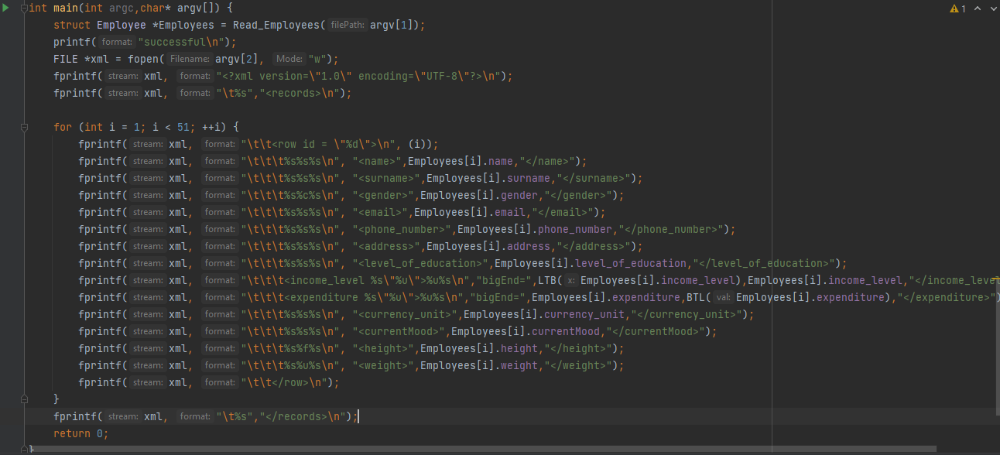 int main(int argc,char* argv[]) {
    struct Employee *Employees = Read_Employees( filePath: argv[1]);
    printf( format: "successful\n");
    FILE *xml = fopen( Filename: argv[2], Mode: "w");
    fprintf( stream: xml, format: "<?xml version=\"1.0\" encoding=\"UTF-8\"?>\n");
    fprintf( stream: xml, format: "\t%s","<records>\n");
    for (int i = 1; i < 51; ++i) {
        fprintf( stream: xml, format: "\t\t<row id = \"%d\">\n", (i));
        fprintf( stream: xml, format: "\t\t\t%s%s%s\n", "<name>",Employees[i].name,"</name>");
        fprintf( stream: xml, format: "\t\t\t%s%s%s\n", "<surname>",Employees[i].surname,"</surname>");
        fprintf( stream: xml, format: "\t\t\t%s%c%s\n", "<gender>",Employees[i].gender,"</gender>");
        fprintf( stream: xml, format: "\t\t\t%s%s%s\n", "<email>",Employees[i].email,"</email>");
        fprintf( stream: xml, format: "\t\t\t%s%s%s\n", "<phone_number>",Employees[i].phone_number,"</phone_number>");
        fprintf( stream: xml, format: "\t\t\t%s%s%s\n", "<address>",Employees[i].address,"</address>");
        fprintf( stream: xml, format: "\t\t\t%s%s%s\n", "<level_of_education>",Employees[i].level_of_education,"</level_of_education>");
        fprintf( stream: xml, format: "\t\t\t<income_level %s\"%u\">%u%s\n","bigEnd=",LTB( x: Employees[i].income_level),Employees[i].income_level,"</income_leve
        fprintf( stream: xml, format: "\t\t\t<expenditure %s\"%u\">%u%s\n","bigEnd=",Employees[i].expenditure,BTL( val: Employees[i].expenditure),"</expenditure>")
        fprintf( stream: xml, format: "\t\t\t%s%s%s\n", "<currency_unit>",Employees[i].currency_unit,"</currency_unit>");
        fprintf( stream: xml, format: "\t\t\t%s%s%s\n", "<currentMood>",Employees[i].currentMood,"</currentMood>");
        fprintf( stream: xml, format: "\t\t\t%s%f%s\n", "<height>",Employees[i].height,"</height>");
        fprintf( stream: xml, format: "\t\t\t%s%u%s\n", "<weight>",Employees[i].weight,"</weight>");
        fprintf( stream: xml, format: "\t\t</row>\n");
    }
    fprintf( stream: xml, format: "\t%s","</records>\n");
    return 0;
}
1